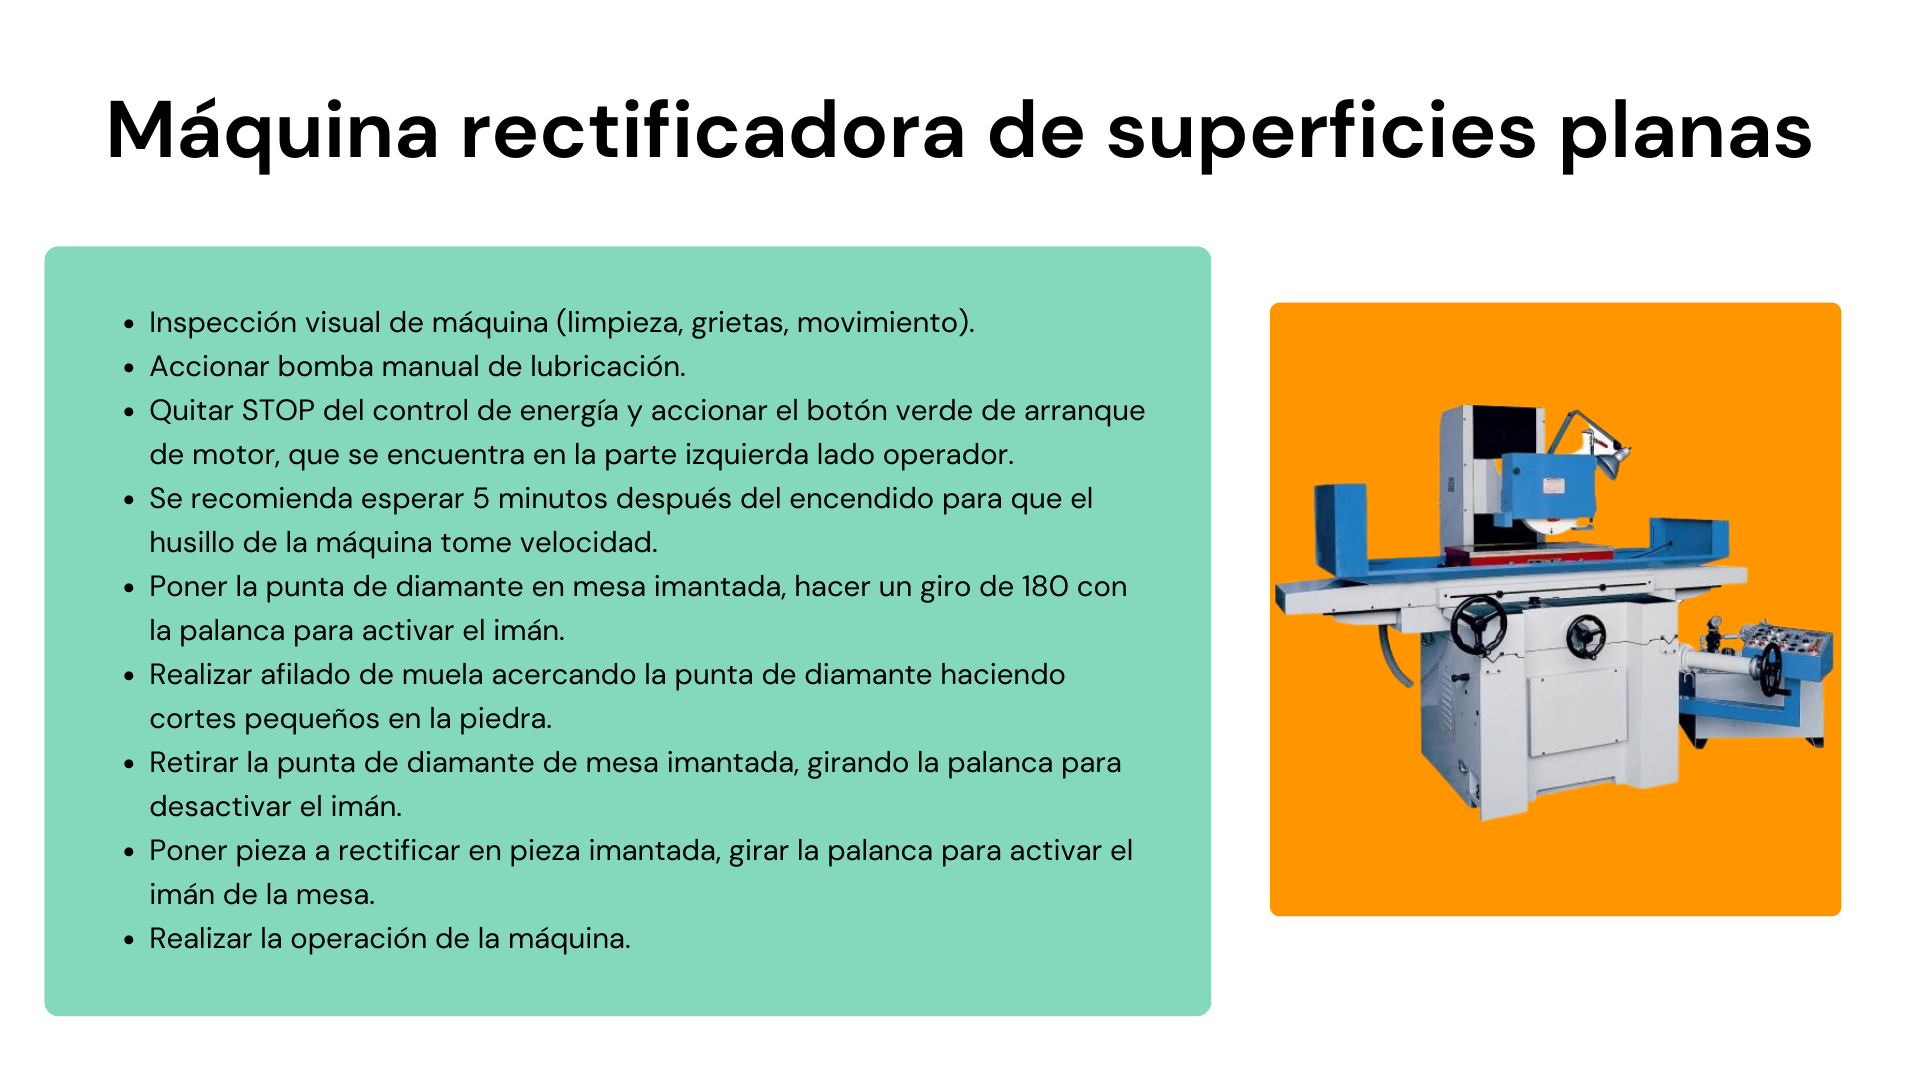 Máquina rectificadora de superficies planas
• Inspección visual de máquina (limpieza, grietas, movimiento).
• Accionar bomba manual de lubricación.
• Quitar STOP del control de energía y accionar el botón verde de arranque
de motor, que se encuentra en la parte izquierda lado operador.
• Se recomienda esperar 5 minutos después del encendido para que el
husillo de la máquina tome velocidad.
• Poner la punta de diamante en mesa imantada, hacer un giro de 180 con
la palanca para activar el imán.
• Realizar afilado de muela acercando la punta de diamante haciendo
cortes pequeños en la piedra.
• Retirar la punta de diamante de mesa imantada, girando la palanca para
desactivar el imán.
• Poner pieza a rectificar en pieza imantada, girar la palanca para activar el
imán de la mesa.
• Realizar la operación de la máquina.